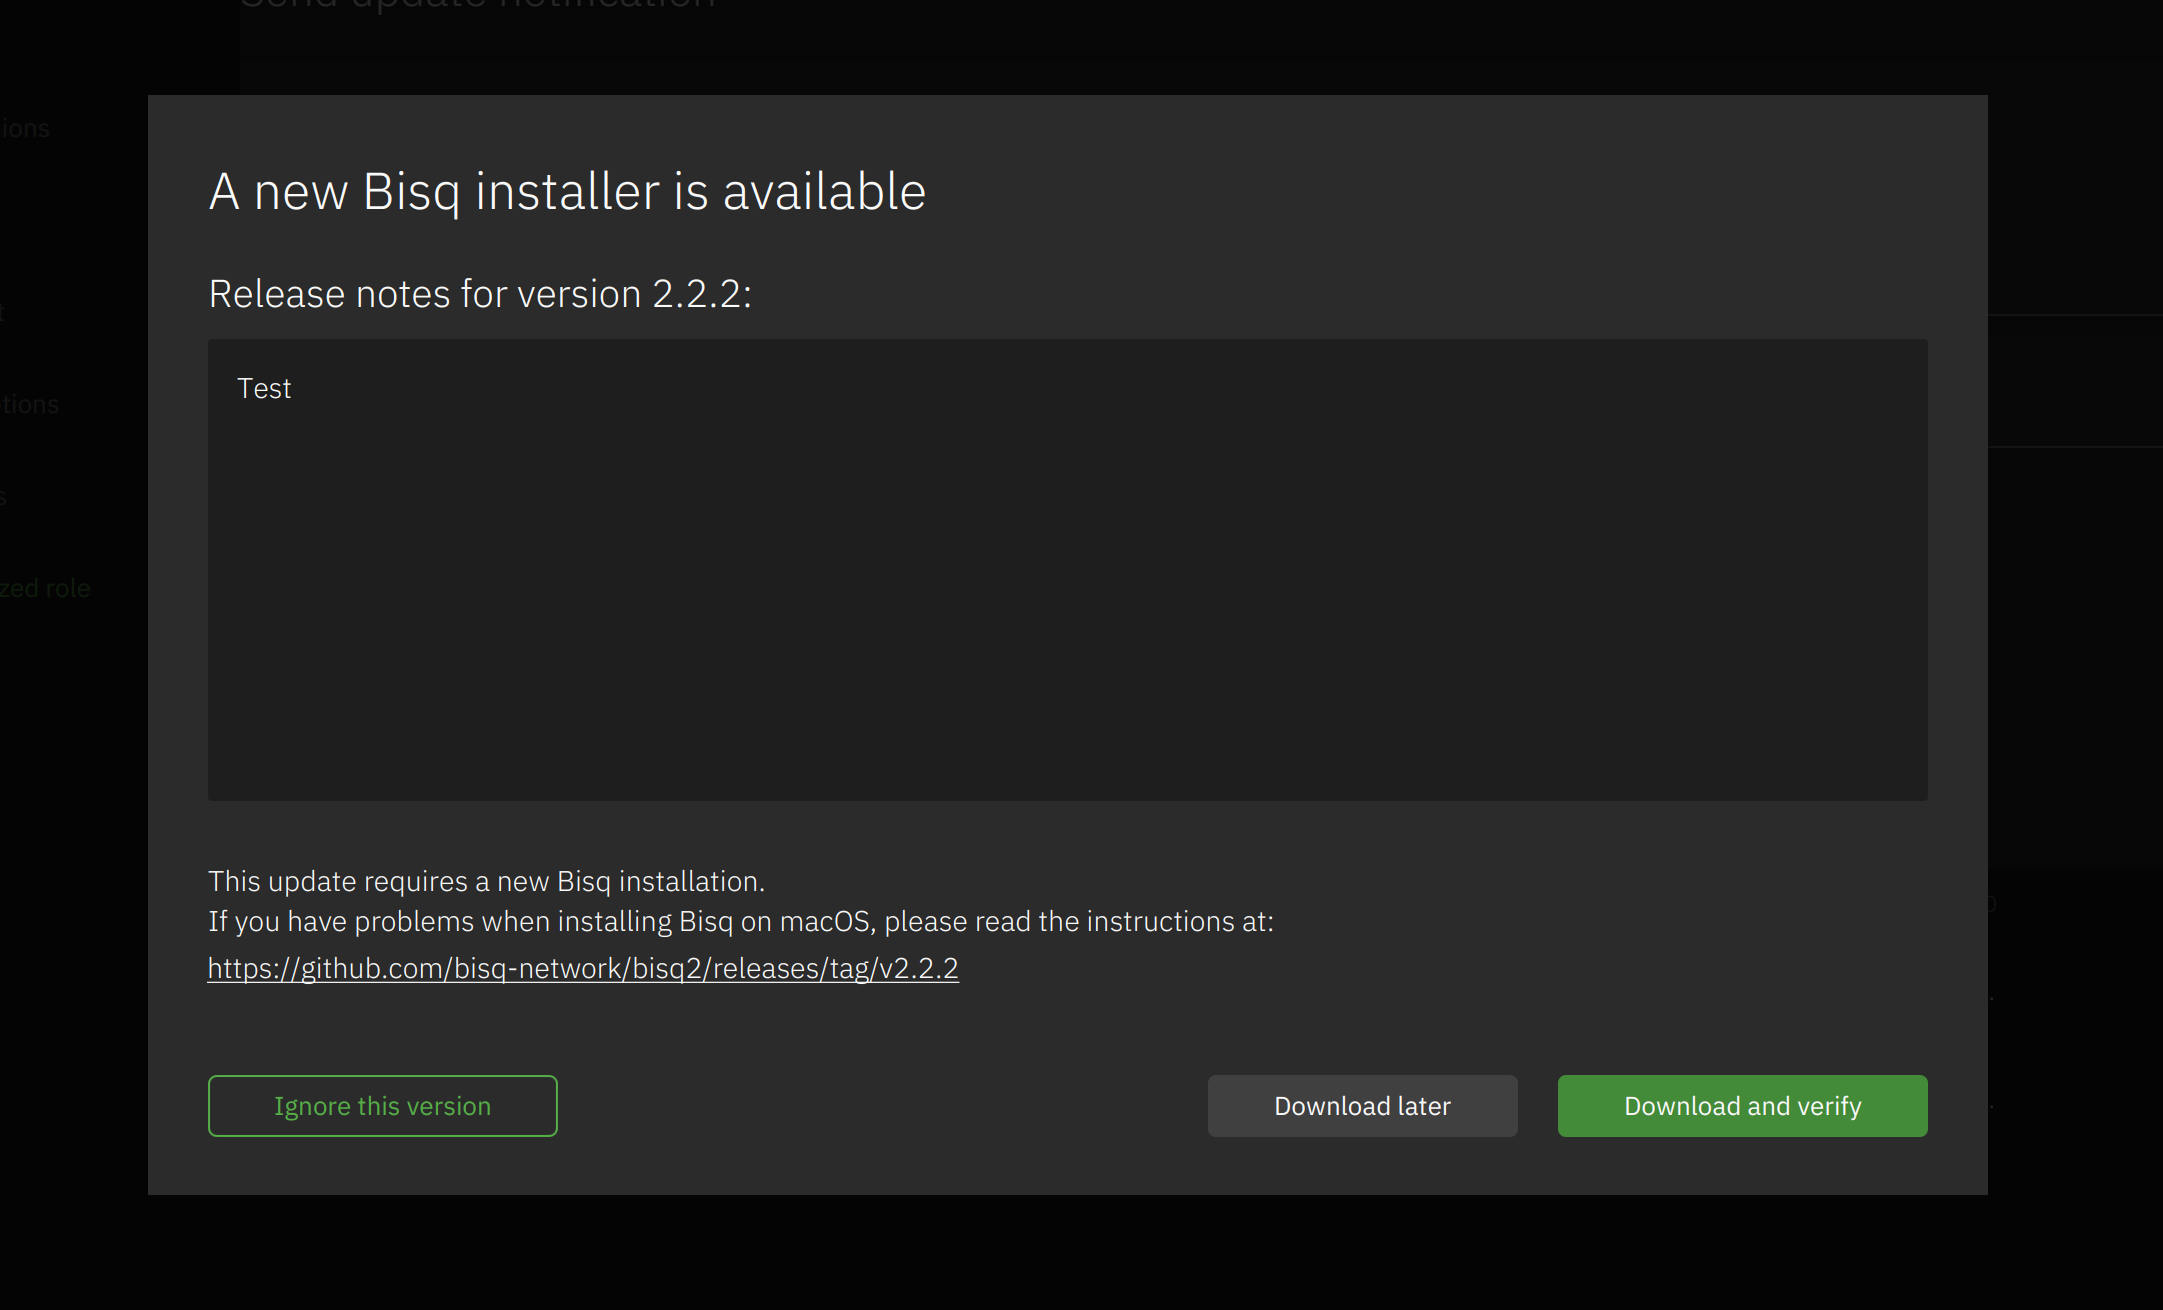 Send update notification
ions
A new Bisq installer is available
Release notes for version 2.2.2:
t
Test
tions
s
zed role
This update requires a new Bisq installation.
If you have problems when installing Bisq on macOS, please read the instructions at:
https://github.com/bisq-network/bisq2/releases/tag/v2.2.2
Ignore this version
Download later
Download and verify